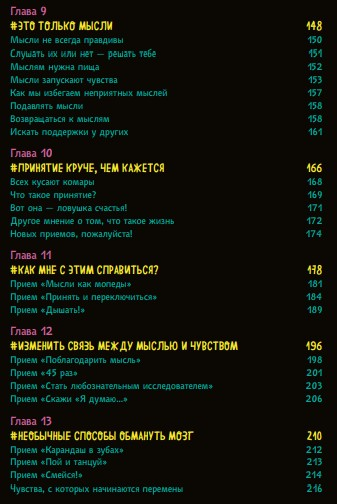 Глава 9
#ЭТО ТОЛЬКО МЫСЛИ 148
Мысли не всегда правдивы 150
Слушать их или нет — решать тебе 151
Мыслям нужна пища 152
Мысли запускают чувства 153
Как мы избегаем неприятных мыслей 157
Подавлять мысли 158
Возвращаться к мыслям 158
Искать поддержки у других 161
Глава 10
#ПРИНЯТИЕ КРУЧЕ, ЧЕМ КАЖЕТСЯ 166
Всех кусают комары 168
Что такое принятие? 169
Вот она — ловушка счастья! 171
Другое мнение о том, что такое жизнь 172
Новых приемов, пожалуйста! 174
Глава 11
#КАК МНЕ С ЭТИМ СПРАВИТЬСЯ? 178
Прием «Мысли как мопеды» 181
Прием «Принять и переключиться» 184
Прием «Дышать!» 189
Глава 12
#ИЗМЕНИТЬ СВЯЗЬ МЕЖДУ МЫСЛЬЮ И ЧУВСТВОМ 196
Прием «Поблагодарить мысль» 198
Прием «45 раз» 201
Прием «Стать любознательным исследователем» 203
Прием «Скажи «Я думаю...» 206
Глава 13
#НЕОБЫЧНЫЕ СПОСОБЫ ОБМАНУТЬ МОЗГ 210
Прием «Карандаш в зубах» 212
Прием «Пой и танцуй» 213
Прием «Смейся!» 214
Чувства, с которых начинаются перемены 216